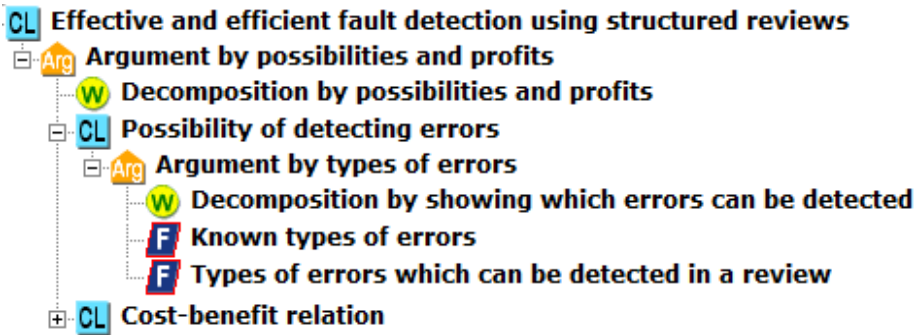 CL Effective and efficient fault detection using structured reviews
Arg Argument by possibilities and profits
W Decomposition by possibilities and profits
CL Possibility of detecting errors
Arg Argument by types of errors
W Decomposition by showing which errors can be detected
F Known types of errors
F Types of errors which can be detected in a review
CL Cost-benefit relation